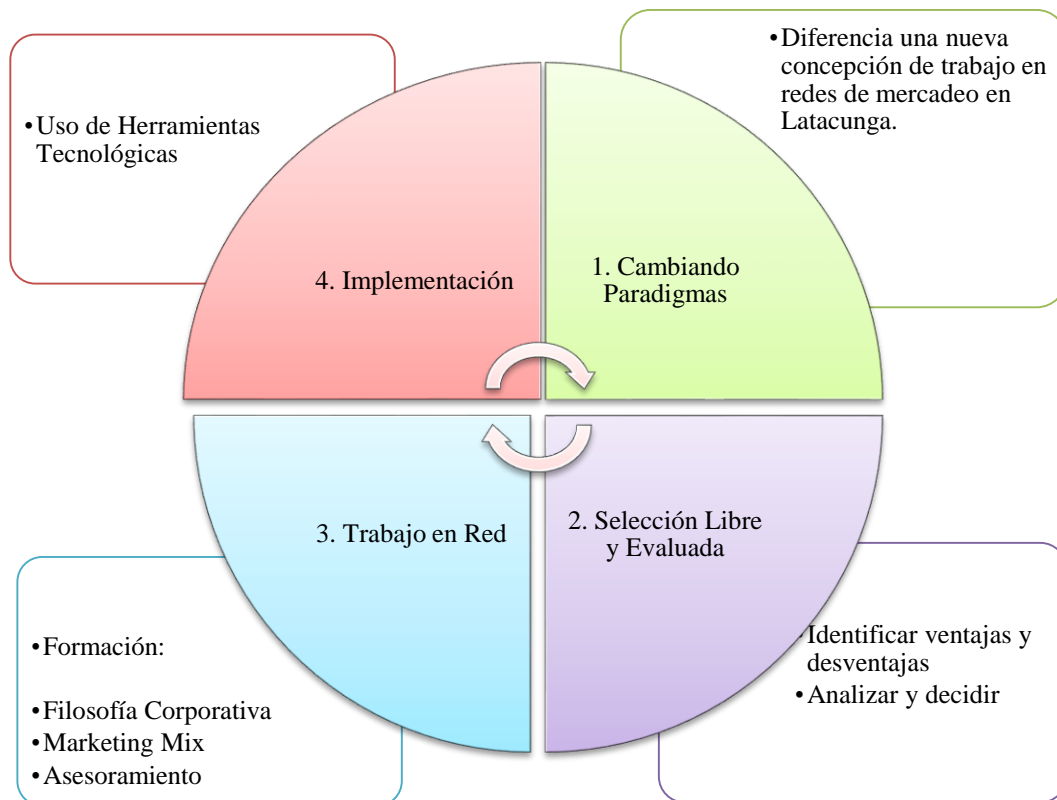 •Diferencia una nueva
concepción de trabajo en
redes de mercadeo en
Latacunga.
•Uso de Herramientas
Tecnológicas
4. Implementación
1. Cambiando
Paradigmas
3. Trabajo en Red
2. Selección Libre
y Evaluada
•Formación:
•Filosofía Corporativa
•Marketing Mix
•Asesoramiento
•Identificar ventajas y
desventajas
•Analizar y decidir